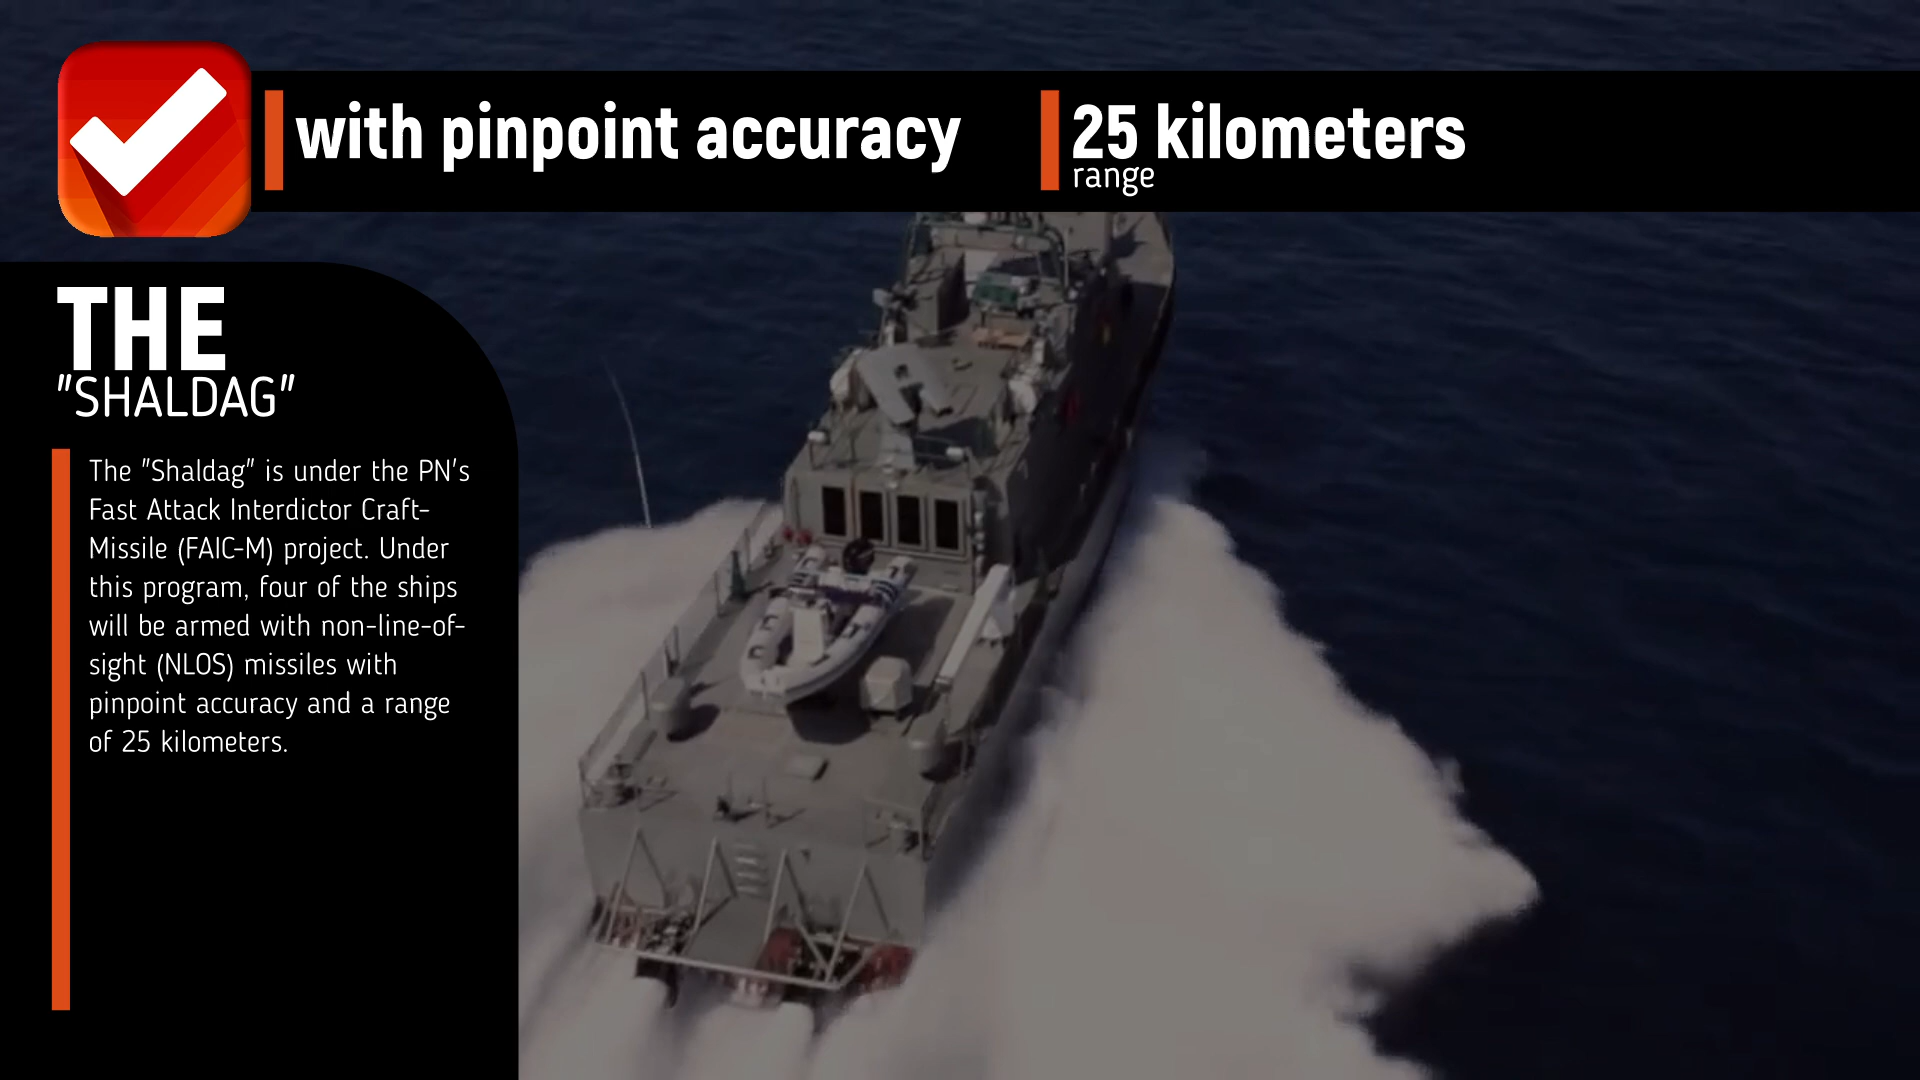 with pinpoint accuracy
25 kilometers
range
THE
"SHALDAG"
The "Shaldag" is under the PN's
Fast Attack Interdictor Craft-
Missile (FAIC-M) project. Under
this program, four of the ships
will be armed with non-line-of-
sight (NLOS) missiles with
pinpoint accuracy and a range
of 25 kilometers.